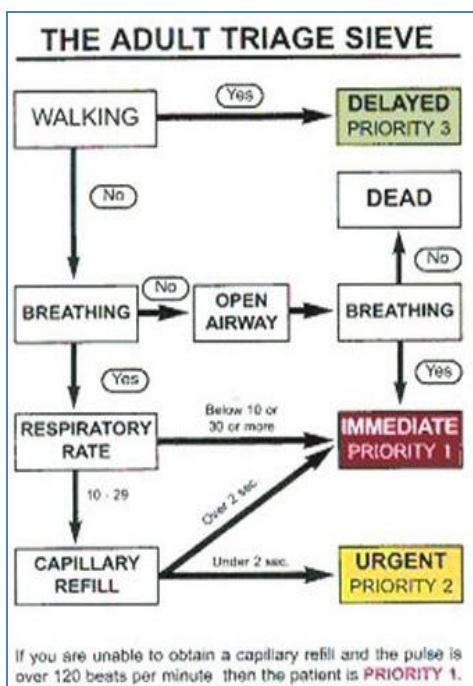 THE ADULT TRIAGE SIEVE
WALKING
Yes
DELAYED
PRIORITY 3
No
DEAD
No
BREATHING
No
OPEN
AIRWAY
BREATHING
Yes
Yes
RESPIRATORY
RATE
Below 10 or
30 or more
IMMEDIATE
PRIORITY 1
10 - 29
Over 2 sec
CAPILLARY
REFILL
Under 2 sec.
URGENT
PRIORITY 2
If you are unable to obtain a capillary refill and the pulse is
over 120 beats per minute then the patient is PRIORITY 1.